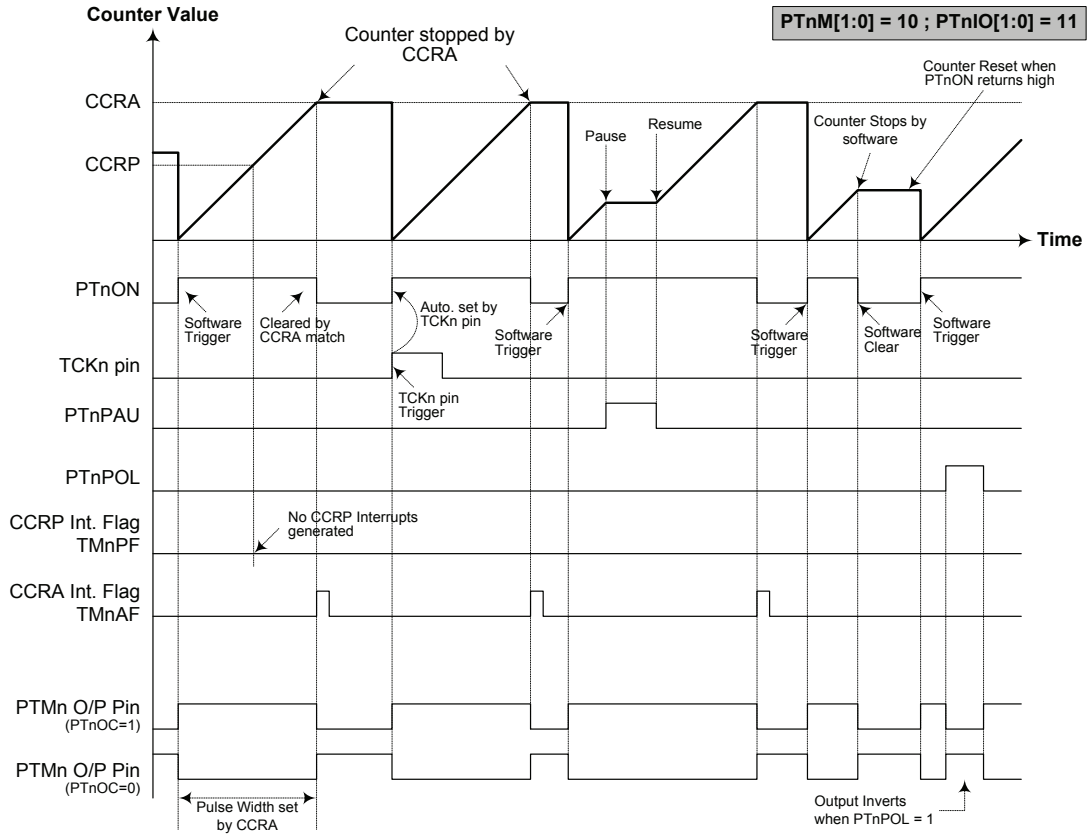 Counter Value
PTnM[1:0] = 10 ; PTnIO[1:0] = 11
Counter stopped by
CCRA
Counter Reset when
PTnON returns high
CCRA
Pause
Resume
Counter Stops by
software
CCRP
Time
PTnON
Software
Trigger
Cleared by
CCRA match
Auto. set by
TCKn pin
Software
Trigger
Software
Trigger
Software
Clear
Software
Trigger
TCKn pin
TCKn pin
Trigger
PTnPAU
PTnPOL
No CCRP Interrupts
generated
CCRP Int. Flag
TMnPF
CCRA Int. Flag
TMnAF
PTMn O/P Pin
(PTnOC=1)
PTMn O/P Pin
(PTnOC=0)
Pulse Width set
by CCRA
Output Inverts
when PTnPOL = 1